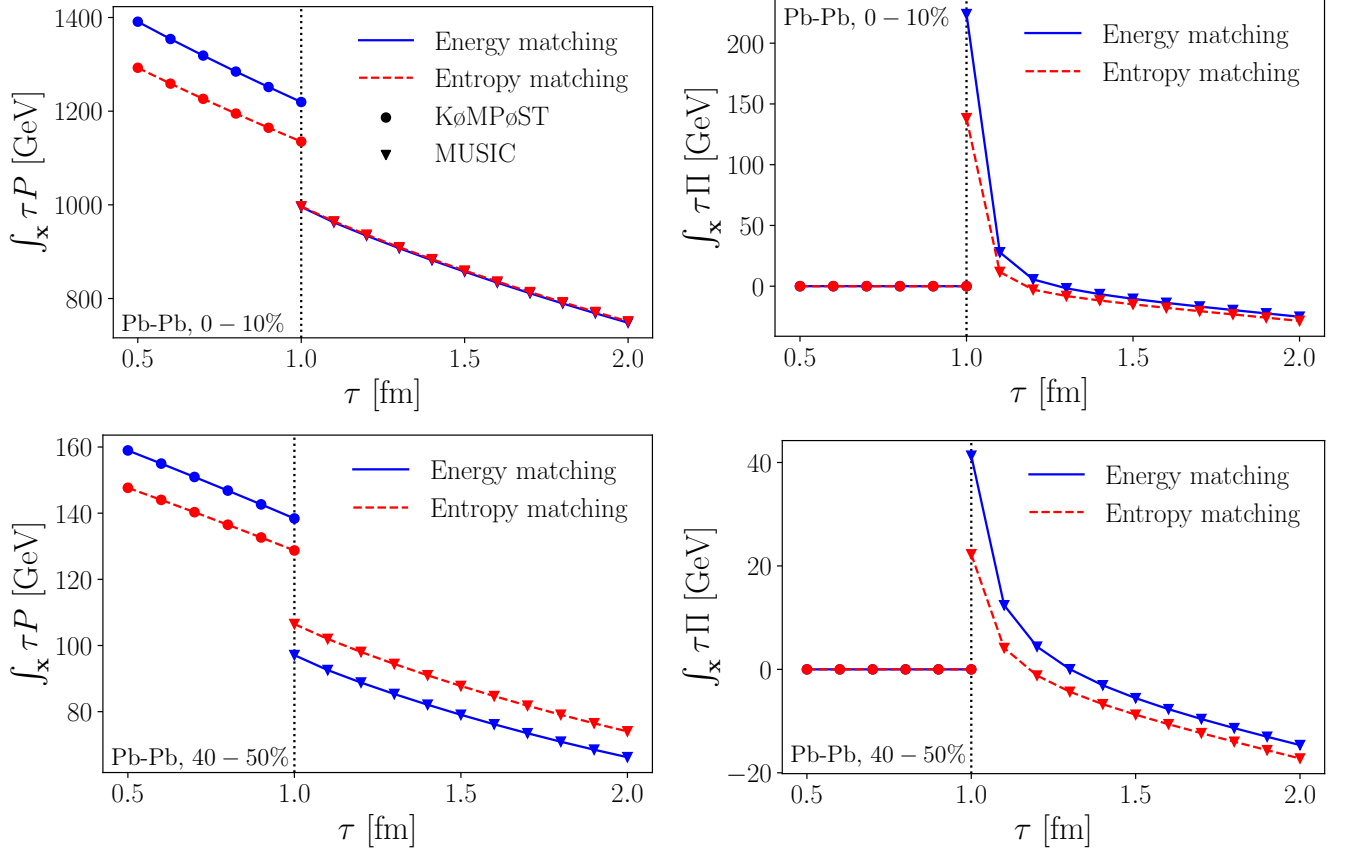 1400
1200
1000
800
∫ₓ τP [GeV]
Energy matching
Entropy matching
KøMPøST
MUSIC
Pb-Pb, 0 − 10%
0.5 1.0 1.5 2.0
τ [fm]
Pb-Pb, 0 − 10%
200
150
100
50
0
∫ₓ τΠ [GeV]
Energy matching
Entropy matching
0.5 1.0 1.5 2.0
τ [fm]
160
140
120
100
80
∫ₓ τP [GeV]
Energy matching
Entropy matching
Pb-Pb, 40 − 50%
0.5 1.0 1.5 2.0
τ [fm]
40
20
0
−20
∫ₓ τΠ [GeV]
Energy matching
Entropy matching
Pb-Pb, 40 − 50%
0.5 1.0 1.5 2.0
τ [fm]